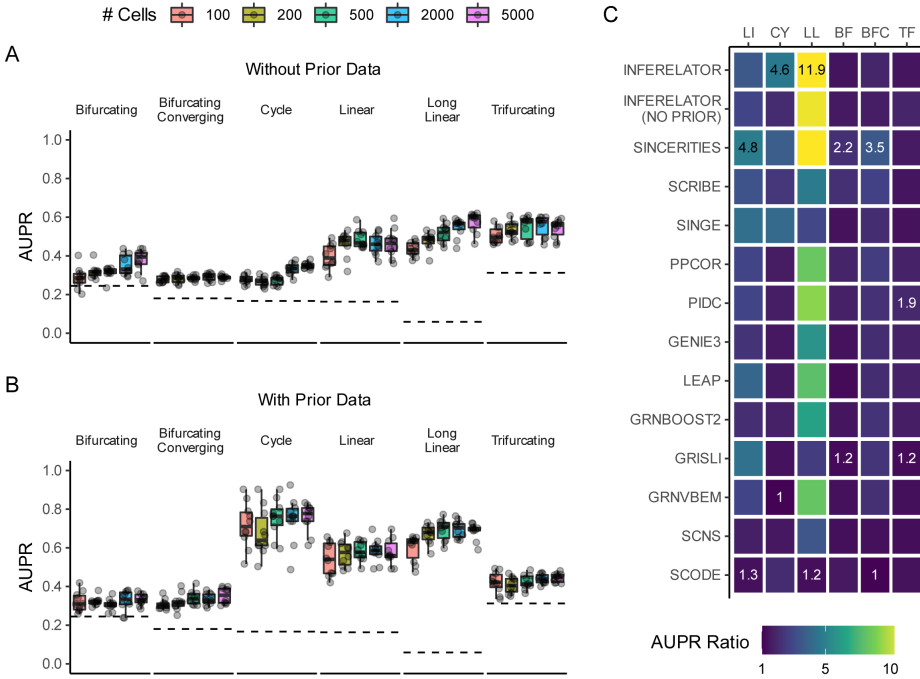 # Cells 100 200 500 2000 5000
A
Without Prior Data
Bifurcating Bifurcating Converging Cycle Linear Long Linear Trifurcating
AUPR
1.0
0.8
0.6
0.4
0.2
0.0
B
With Prior Data
Bifurcating Bifurcating Converging Cycle Linear Long Linear Trifurcating
AUPR
1.0
0.8
0.6
0.4
0.2
0.0
C
LI CY LL BF BFC TF
INFERELATOR 4.6 11.9
INFERELATOR
(NO PRIOR)
SINCERITIES 4.8 2.2 3.5
SCRIBE
SINGE
PPCOR
PIDC 1.9
GENIE3
LEAP
GRNBOOST2
GRISLI 1.2 1.2
GRNVBEM 1
SCNS
SCODE 1.3 1.2 1
AUPR Ratio
1 5 10